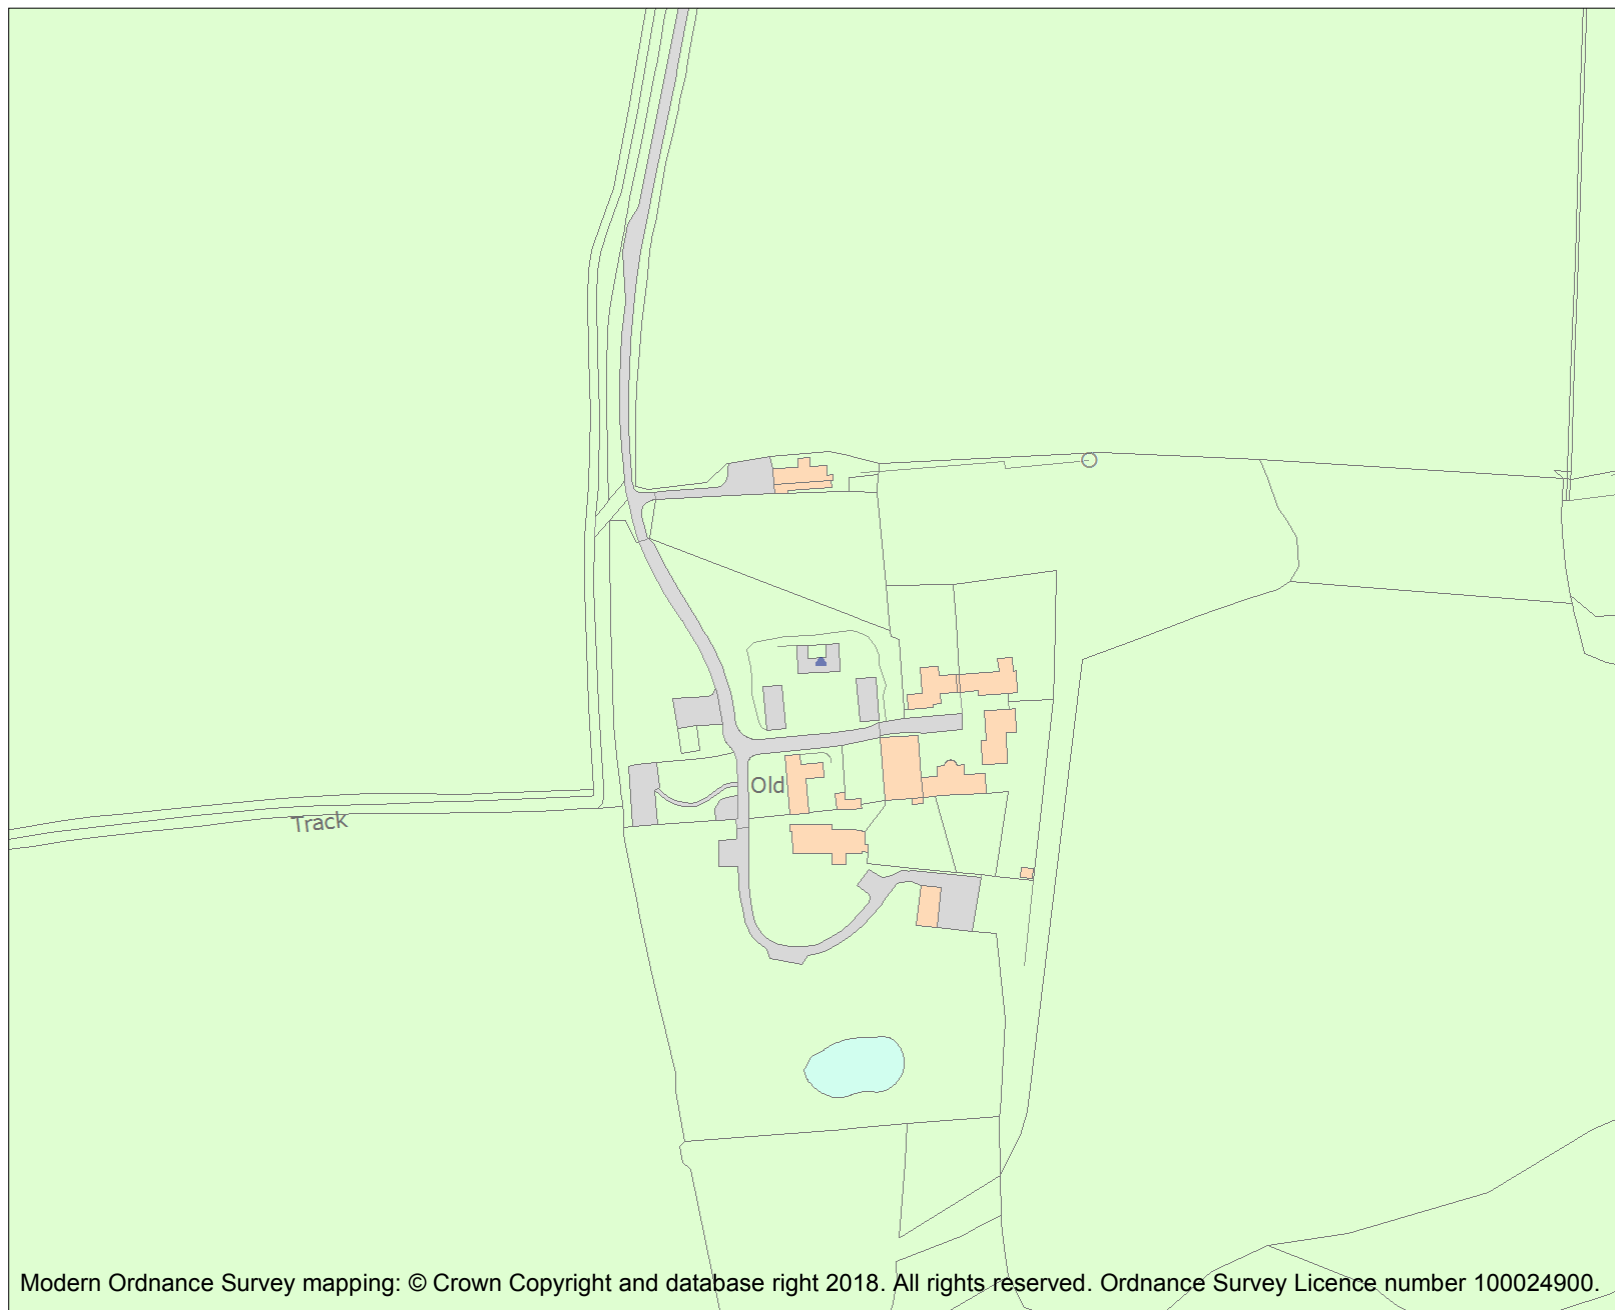 Old
Track
Modern Ordnance Survey mapping: © Crown Copyright and database right 2018. All rights reserved. Ordnance Survey Licence number 100024900.